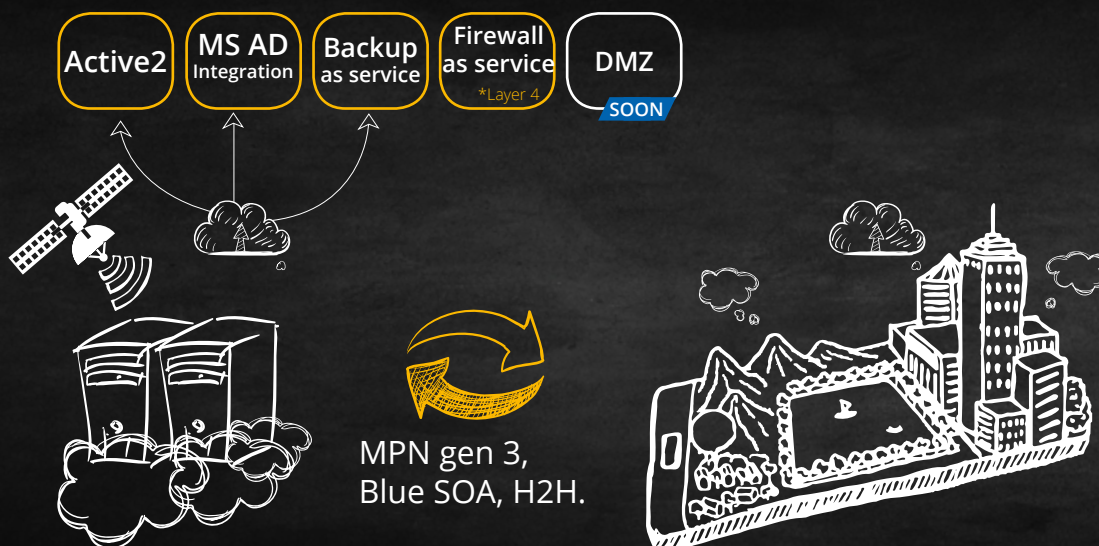 Active2
MS AD
Integration
Backup
as service
Firewall
as service
*Layer 4
DMZ
SOON
MPN gen 3,
Blue SOA, H2H.